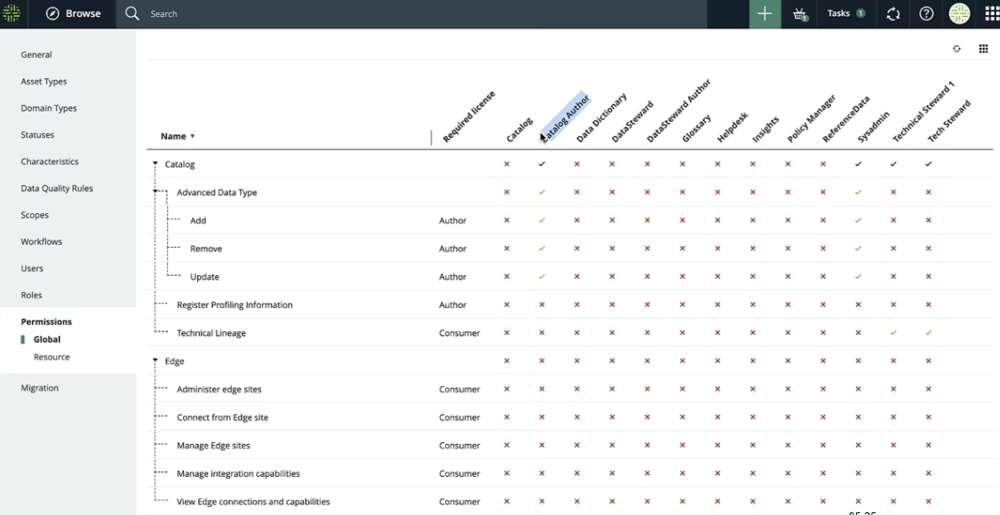 Browse Search Tasks 1
General
Asset Types
Domain Types
Statuses
Characteristics
Data Quality Rules
Scopes
Workflows
Users
Roles
Permissions
Global
Resource
Migration
Name Required license Catalog Catalog Author Data Dictionary DataSteward DataSteward Author Glossary Helpdesk Insights Policy Manager ReferenceData Sysadmin Technical Steward 1 Tech Steward
Catalog
Advanced Data Type
Add Author
Remove Author
Update Author
Register Profiling Information Author
Technical Lineage Consumer
Edge
Administer edge sites Consumer
Connect from Edge site Consumer
Manage Edge sites Consumer
Manage integration capabilities Consumer
View Edge connections and capabilities Consumer